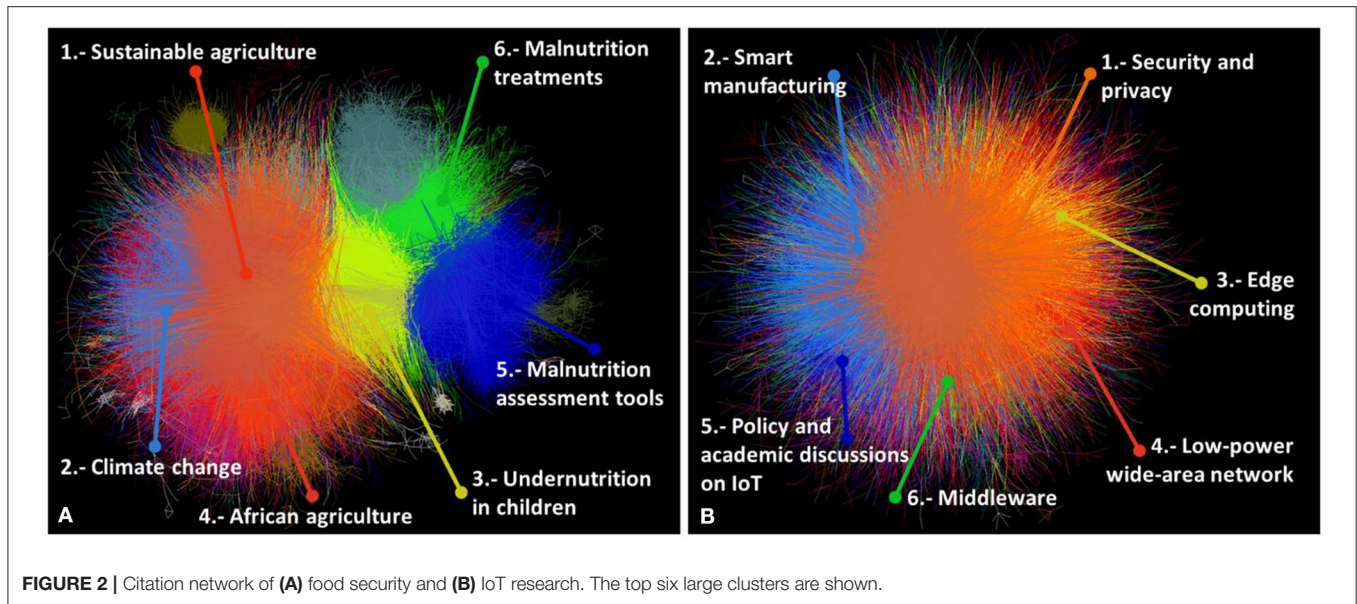 1.- Sustainable agriculture
6.- Malnutrition
treatments
5.- Malnutrition
assessment tools
2.- Climate change
3.- Undernutrition
in children
4.- African agriculture
A
2.- Smart
manufacturing
1.- Security and
privacy
3.- Edge
computing
5.- Policy and
academic discussions
on IoT
4.- Low-power
wide-area network
6.- Middleware
B
FIGURE 2 | Citation network of (A) food security and (B) IoT research. The top six large clusters are shown.